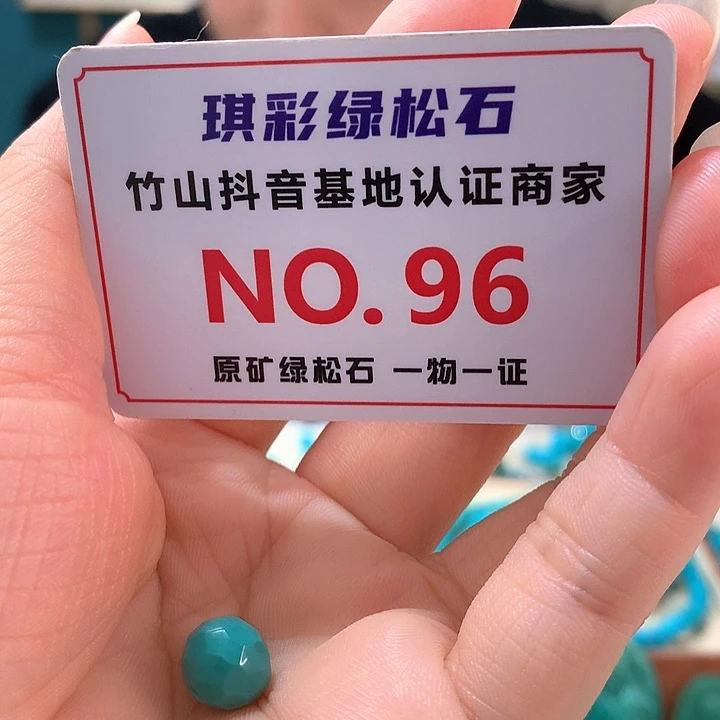 琪彩绿松石
竹山抖音基地认证商家
NO.96
原矿绿松石 一物一证